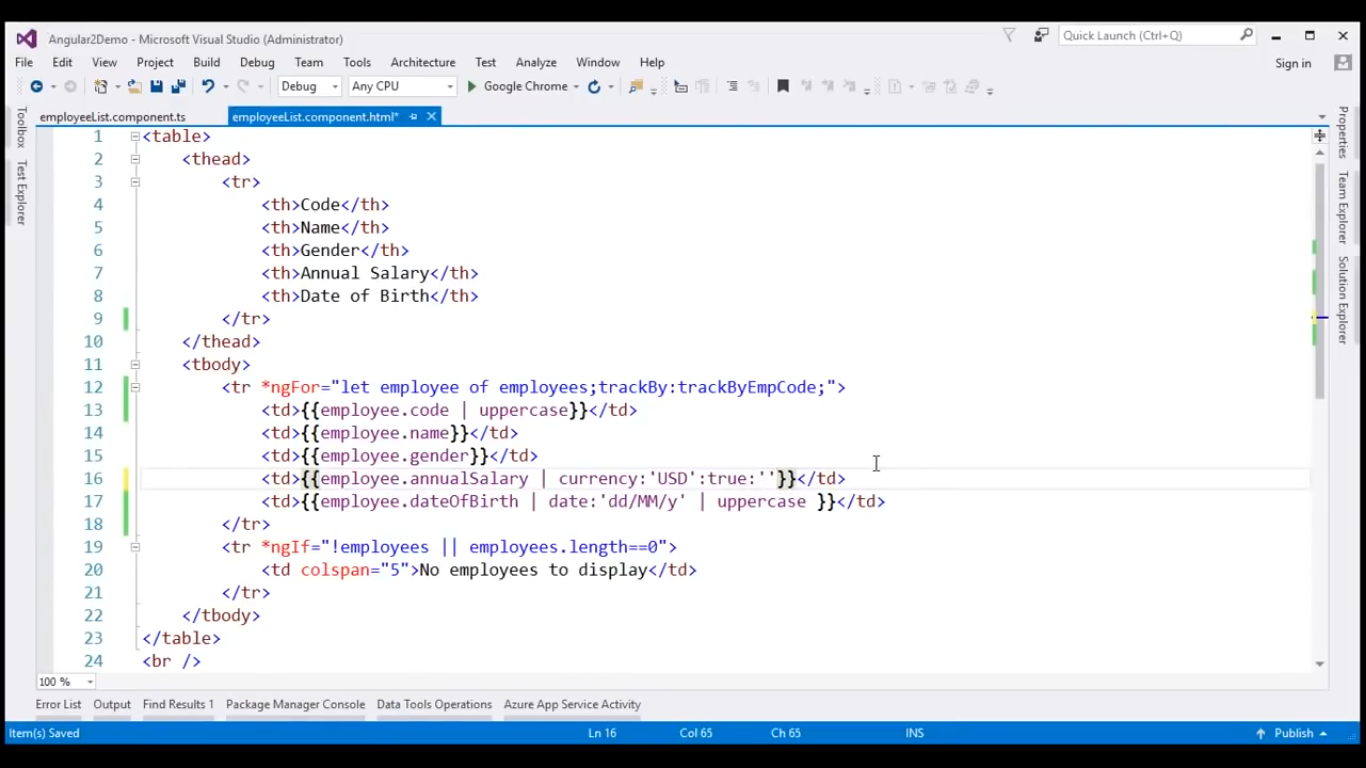 Angular2Demo - Microsoft Visual Studio (Administrator)
Quick Launch (Ctrl+Q)
File Edit View Project Build Debug Team Tools Architecture Test Analyze Window Help
Sign in
Debug Any CPU Google Chrome
employeeList.component.ts employeeList.component.html*
Toolbox
Test Explorer
1 <table>
2 <thead>
3 <tr>
4 <th>Code</th>
5 <th>Name</th>
6 <th>Gender</th>
7 <th>Annual Salary</th>
8 <th>Date of Birth</th>
9 </tr>
10 </thead>
11 <tbody>
12 <tr *ngFor="let employee of employees;trackBy:trackByEmpCode;">
13 <td>{{employee.code | uppercase}}</td>
14 <td>{{employee.name}}</td>
15 <td>{{employee.gender}}</td>
16 <td>{{employee.annualSalary | currency:'USD':true:''}}</td>
17 <td>{{employee.dateOfBirth | date:'dd/MM/y' | uppercase }}</td>
18 </tr>
19 <tr *ngIf="!employees || employees.length==0">
20 <td colspan="5">No employees to display</td>
21 </tr>
22 </tbody>
23 </table>
24 <br />
Properties
Team Explorer
Solution Explorer
100 %
Error List Output Find Results 1 Package Manager Console Data Tools Operations Azure App Service Activity
Item(s) Saved Ln 16 Col 65 Ch 65 INS Publish